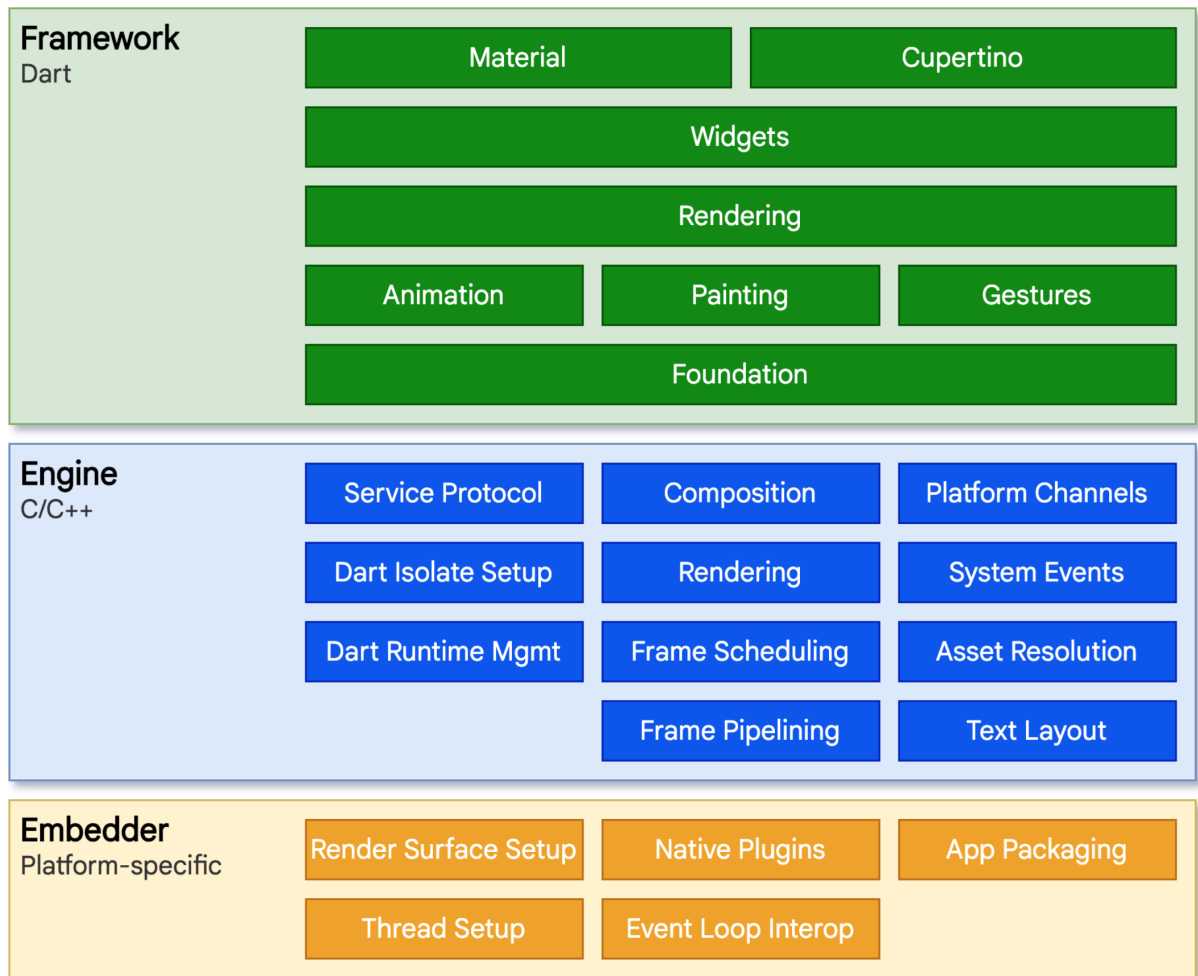 Framework
Dart
Material
Cupertino
Widgets
Rendering
Animation
Painting
Gestures
Foundation
Engine
C/C++
Service Protocol
Composition
Platform Channels
Dart Isolate Setup
Rendering
System Events
Dart Runtime Mgmt
Frame Scheduling
Asset Resolution
Frame Pipelining
Text Layout
Embedder
Platform-specific
Render Surface Setup
Native Plugins
App Packaging
Thread Setup
Event Loop Interop